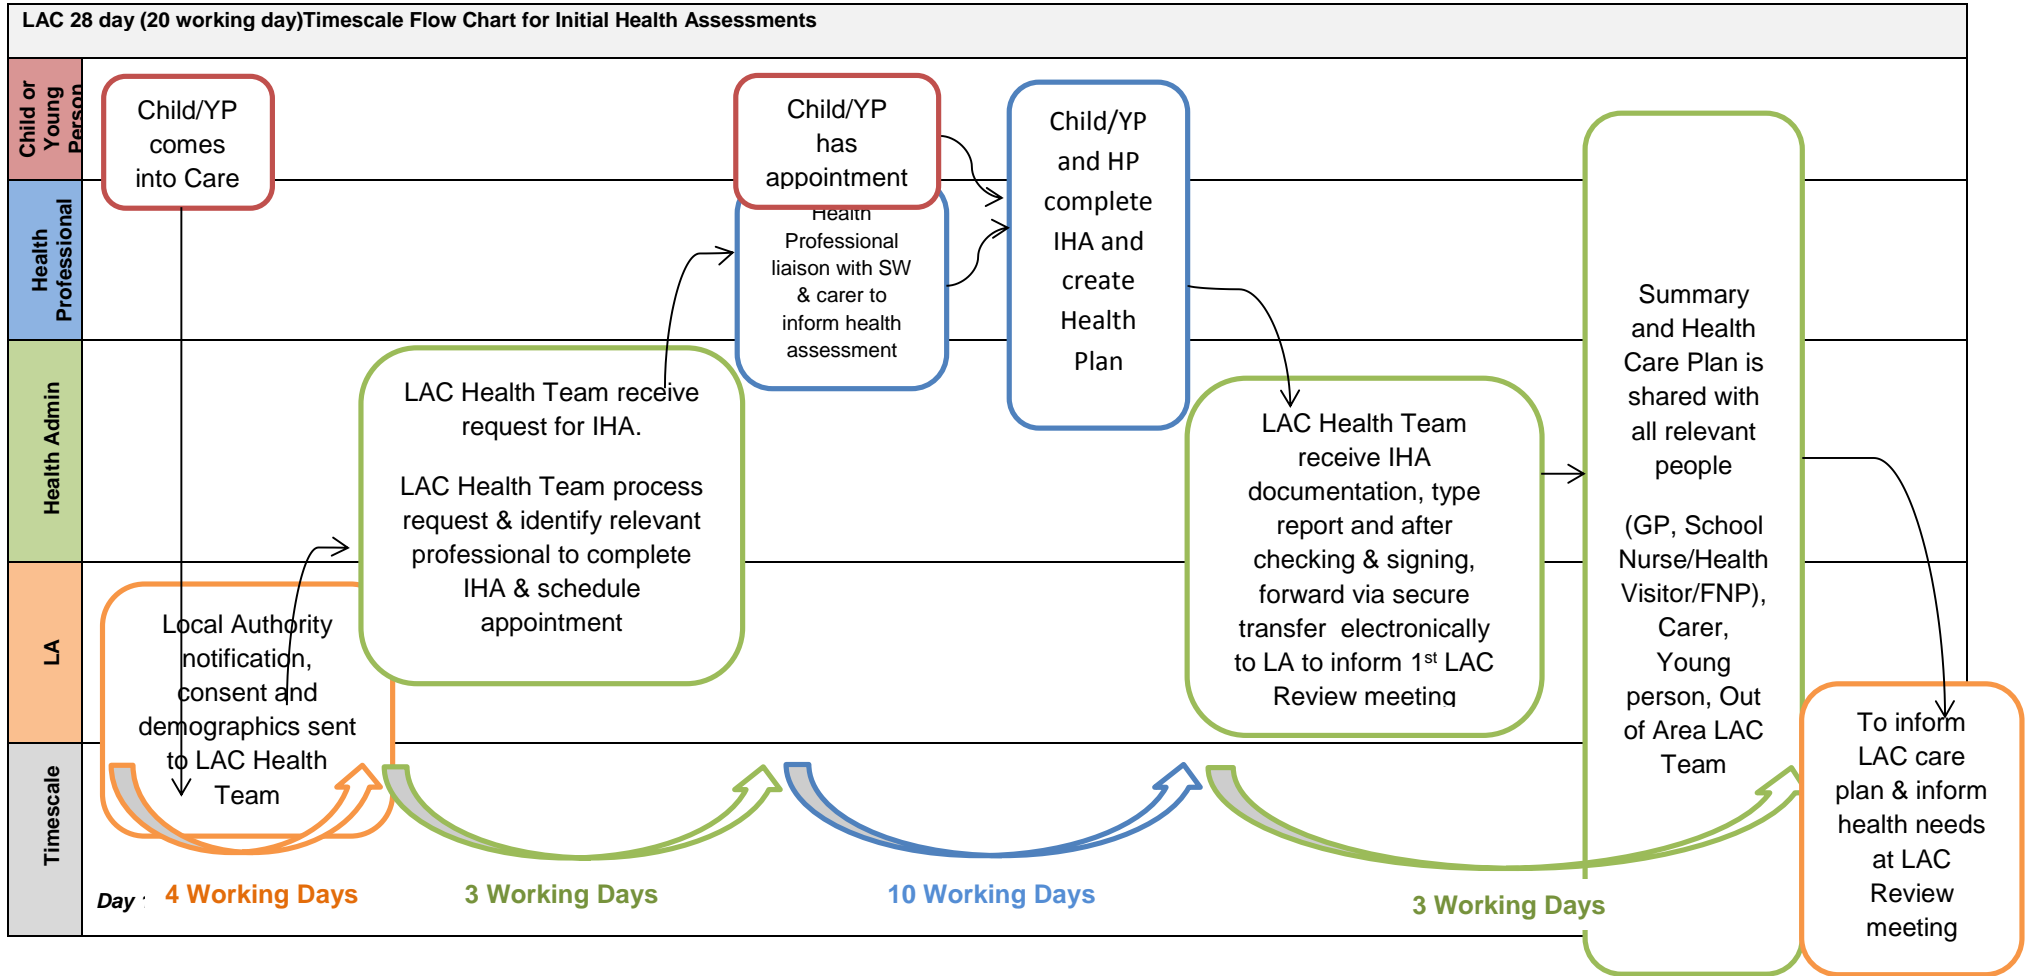 LAC 28 day (20 working day)Timescale Flow Chart for Initial Health Assessments
Child or
Young
Person
Child/YP
comes
into Care
Child/YP
has
appointment
Child/YP
and HP
complete
IHA and
create
Health
Plan
Health
Professional
Health
Professional
liaison with SW
& carer to
inform health
assessment
Health Admin
LAC Health Team receive
request for IHA.
LAC Health Team process
request & identify relevant
professional to complete
IHA & schedule
appointment
LAC Health Team
receive IHA
documentation, type
report and after
checking & signing,
forward via secure
transfer electronically
to LA to inform 1st LAC
Review meeting
Summary
and Health
Care Plan is
shared with
all relevant
people
(GP, School
Nurse/Health
Visitor/FNP),
Carer,
Young
person, Out
of Area LAC
Team
LA
Local Authority
notification,
consent and
demographics sent
to LAC Health
Team
To inform
LAC care
plan & inform
health needs
at LAC
Review
meeting
Timescale
Day
4 Working Days
3 Working Days
10 Working Days
3 Working Days